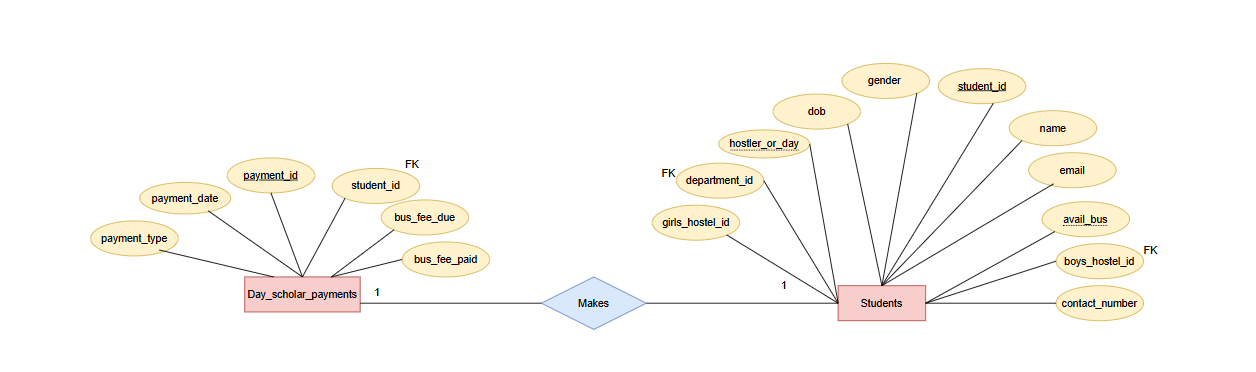 gender
student_id
dob
name
hostler_or_day
FK
email
payment_id
FK
department_id
student_id
payment_date
bus_fee_due
avail_bus
girls_hostel_id
payment_type
FK
bus_fee_paid
boys_hostel_id
1
1
Day_scholar_payments
Makes
Students
contact_number